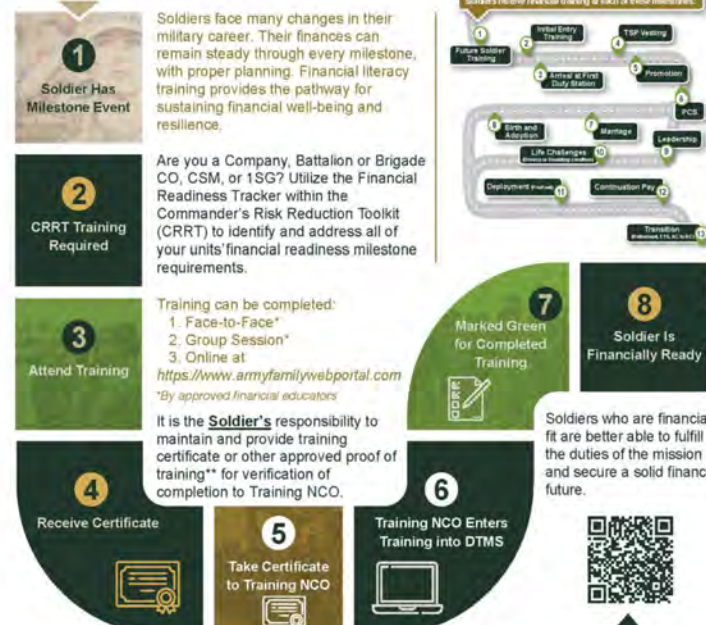 Soldiers receive financial training at each of these milestones.
1
Soldier Has
Milestone Event
Soldiers face many changes in their
military career. Their finances can
remain steady through every milestone,
with proper planning. Financial literacy
training provides the pathway for
sustaining financial well-being and
resilience.
1
Future Soldier
Training
2
Initial Entry
Training
3
Arrival at First
Duty Station
4
TSP Vesting
5
Promotion
6
PCS
7
Marriage
8
Birth and
Adoption
9
Leadership
10
Life Challenges
11
Deployment
12
Continuation Pay
13
Transition
2
CRRT Training
Required
Are you a Company, Battalion or Brigade
CO, CSM, or 1SG? Utilize the Financial
Readiness Tracker within the
Commander's Risk Reduction Toolkit
(CRRT) to identify and address all of
your units'financial readiness milestone
requirements.
3
Attend Training
Training can be completed:
1. Face-to-Face*
2. Group Session*
3. Online at
https://www.armyfamilywebportal.com
*By approved financial educators
It is the Soldier's responsibility to
maintain and provide training
certificate or other approved proof of
training** for verification of
completion to Training NCO.
4
Receive Certificate
5
Take Certificate
to Training NCO
6
Training NCO Enters
Training into DTMS
7
Marked Green
for Completed
Training
8
Soldier Is
Financially Ready
Soldiers who are financia
fit are better able to fulfill
the duties of the mission
and secure a solid financ
future.